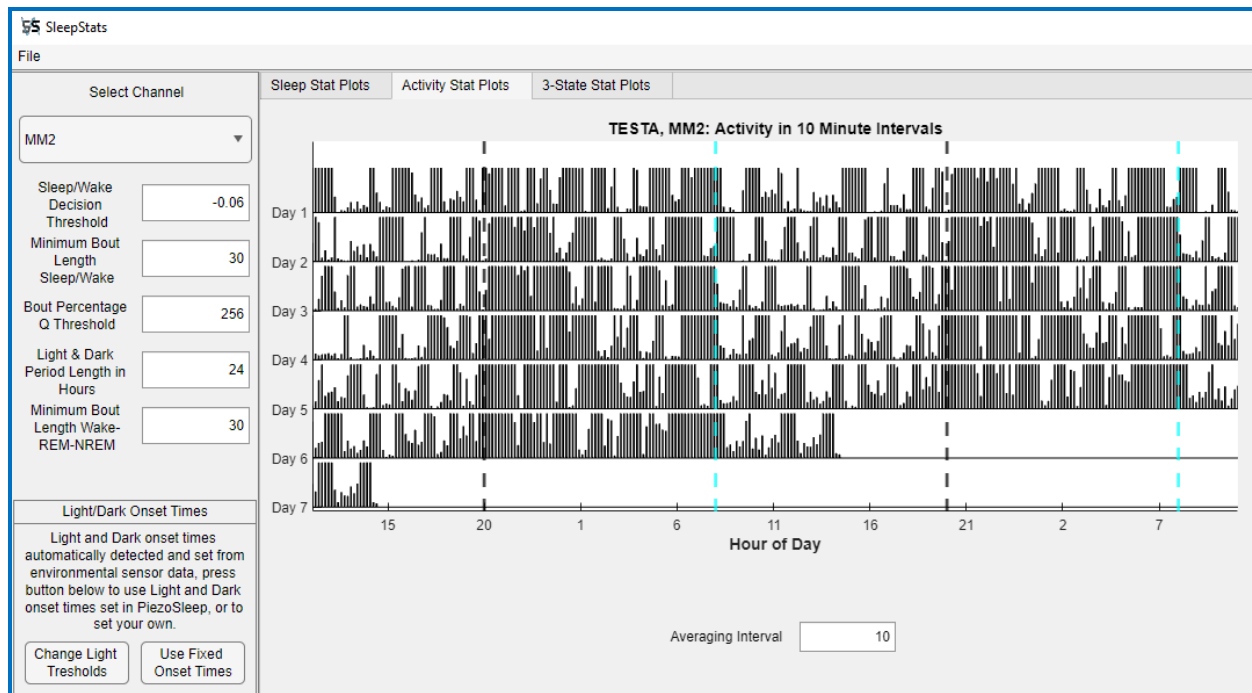 SleepStats
File
Select Channel
MM2
Sleep/Wake
Decision
Threshold
-0.06
Minimum Bout
Length
Sleep/Wake
30
Bout Percentage
Q Threshold
256
Light & Dark
Period Length in
Hours
24
Minimum Bout
Length Wake-
REM-NREM
30
Light/Dark Onset Times
Light and Dark onset times
automatically detected and set from
environmental sensor data, press
button below to use Light and Dark
onset times set in PiezoSleep, or to
set your own.
Change Light
Tresholds
Use Fixed
Onset Times
Sleep Stat Plots
Activity Stat Plots
3-State Stat Plots
TESTA, MM2: Activity in 10 Minute Intervals
Day 1
Day 2
Day 3
Day 4
Day 5
Day 6
Day 7
15 20 1 6 11 16 21 2 7
Hour of Day
Averaging Interval
10